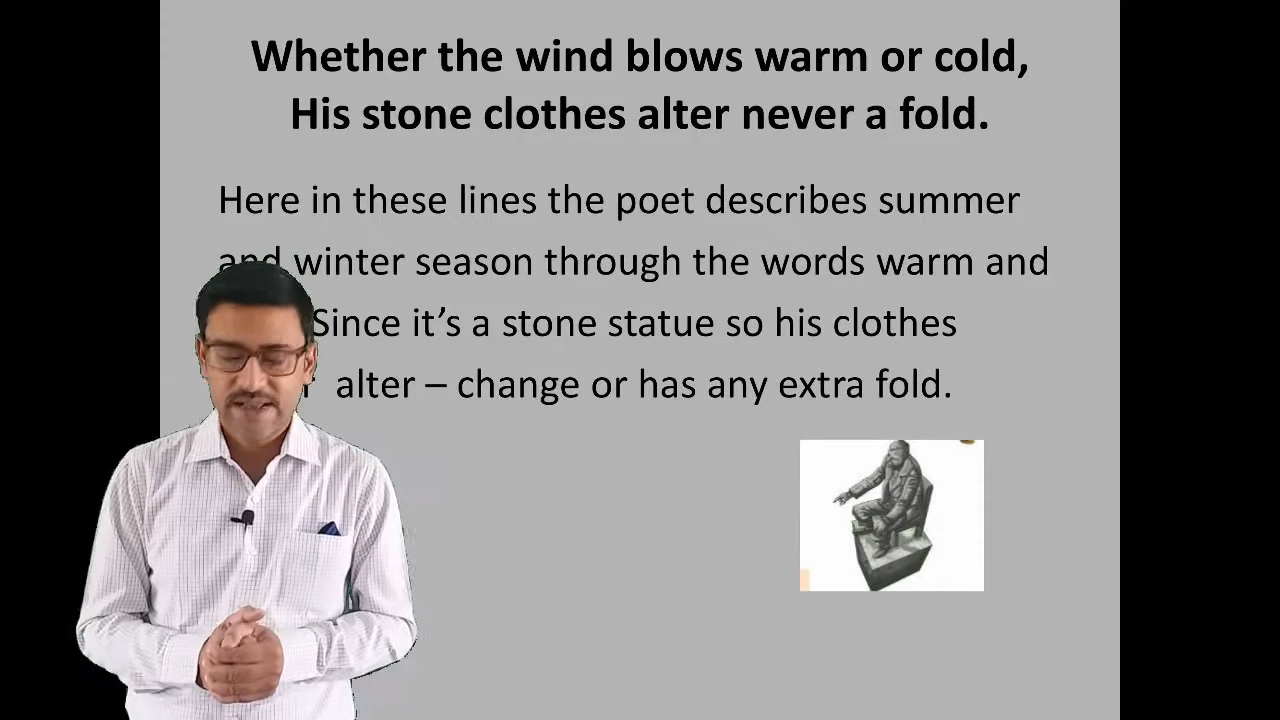 Whether the wind blows warm or cold,
His stone clothes alter never a fold.
Here in these lines the poet describes summer
and winter season through the words warm and
Since it’s a stone statue so his clothes
alter – change or has any extra fold.